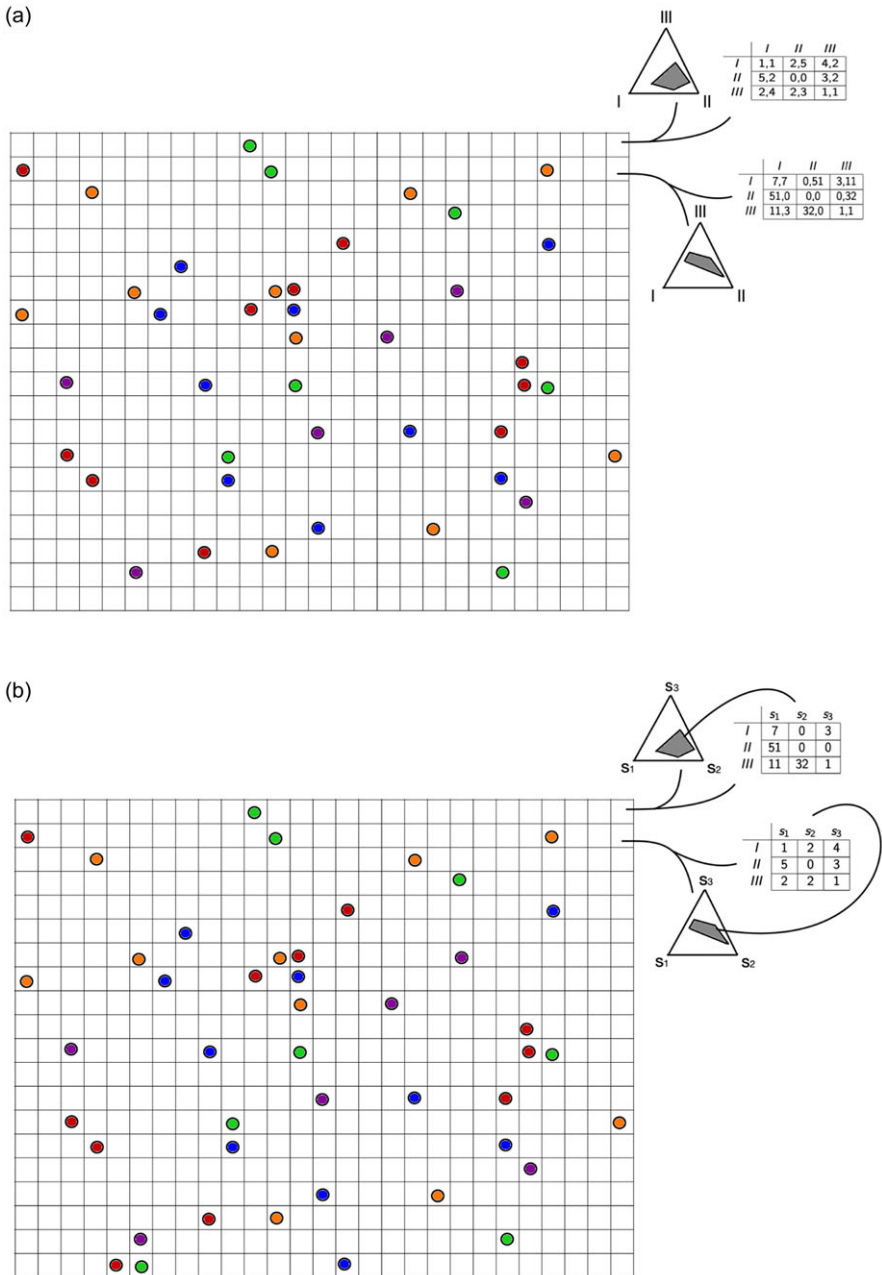 (a)
III
I II
I II III
I 1,1 2,5 4,2
II 5,2 0,0 3,2
III 2,4 2,3 1,1
I II III
I 7,7 0,51 3,11
II 51,0 0,0 0,32
III 11,3 32,0 1,1
III
I II
(b)
S3
S1 S2
s1 s2 s3
I 7 0 3
II 51 0 0
III 11 32 1
s1 s2 s3
I 1 2 4
II 5 0 3
III 2 2 1
S3
S1 S2